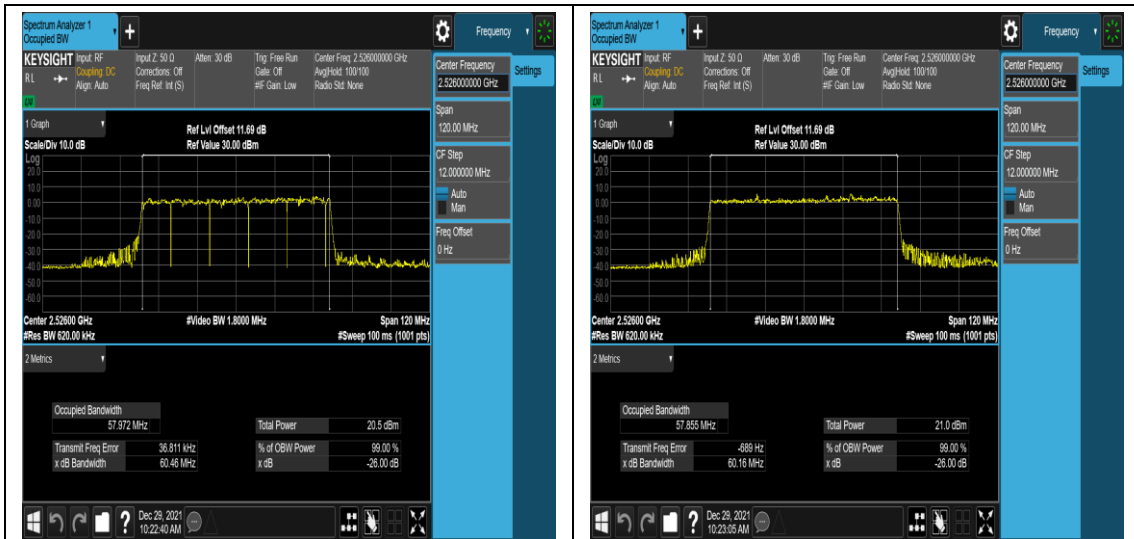 Spectrum Analyzer 1
Occupied BW
Frequency
KEYSIGHT
R L
Input: RF
Coupling: DC
Align: Auto
Input Z: 50 Ω
Corrections: Off
Freq Ref: Int (S)
Atten: 30 dB
Trig: Free Run
Gate: Off
#IF Gain: Low
Center Freq: 2.526000000 GHz
Avg|Hold: 100/100
Radio Std: None
Center Frequency
2.526000000 GHz
Settings
Span
120.00 MHz
CF Step
12.000000 MHz
Auto
Man
Freq Offset
0 Hz
1 Graph
Scale/Div 10.0 dB
Ref Lvl Offset 11.69 dB
Ref Value 30.00 dBm
Log
20.0
10.0
0.00
-10.0
-20.0
-30.0
-40.0
-50.0
-60.0
Center 2.52600 GHz
#Res BW 620.00 kHz
#Video BW 1.8000 MHz
Span 120 MHz
#Sweep 100 ms (1001 pts)
2 Metrics
Occupied Bandwidth
57.972 MHz
Total Power 20.5 dBm
Transmit Freq Error 36.811 kHz
% of OBW Power 99.00 %
x dB Bandwidth 60.46 MHz
x dB -26.00 dB
Dec 29, 2021
10:22:40 AM
Spectrum Analyzer 1
Occupied BW
Frequency
KEYSIGHT
R L
Input: RF
Coupling: DC
Align: Auto
Input Z: 50 Ω
Corrections: Off
Freq Ref: Int (S)
Atten: 30 dB
Trig: Free Run
Gate: Off
#IF Gain: Low
Center Freq: 2.526000000 GHz
Avg|Hold: 100/100
Radio Std: None
Center Frequency
2.526000000 GHz
Settings
Span
120.00 MHz
CF Step
12.000000 MHz
Auto
Man
Freq Offset
0 Hz
1 Graph
Scale/Div 10.0 dB
Ref Lvl Offset 11.69 dB
Ref Value 30.00 dBm
Log
20.0
10.0
0.00
-10.0
-20.0
-30.0
-40.0
-50.0
-60.0
Center 2.52600 GHz
#Res BW 620.00 kHz
#Video BW 1.8000 MHz
Span 120 MHz
#Sweep 100 ms (1001 pts)
2 Metrics
Occupied Bandwidth
57.855 MHz
Total Power 21.0 dBm
Transmit Freq Error -689 Hz
% of OBW Power 99.00 %
x dB Bandwidth 60.16 MHz
x dB -26.00 dB
Dec 29, 2021
10:23:05 AM